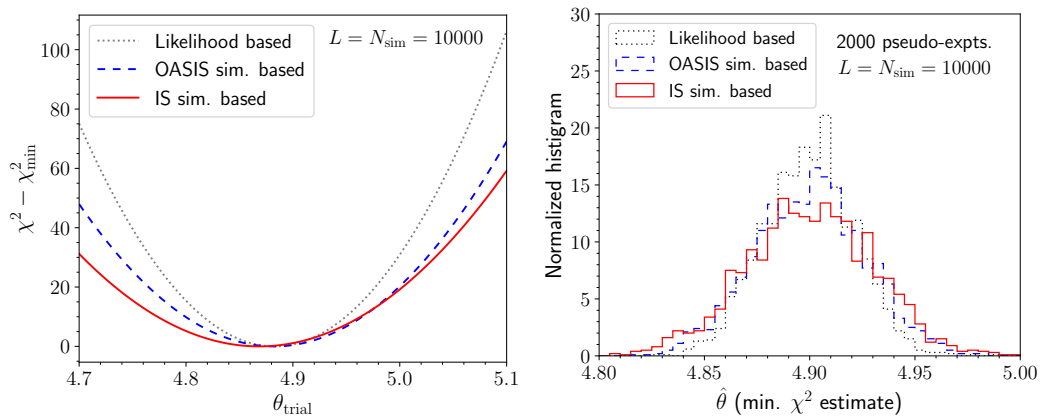 Likelihood based
OASIS sim. based
IS sim. based
L = N_sim = 10000
100
80
60
40
20
0
χ² − χ²_min
4.7
4.8
4.9
5.0
5.1
θ_trial
Likelihood based
OASIS sim. based
IS sim. based
2000 pseudo-expts.
L = N_sim = 10000
30
25
20
15
10
5
0
Normalized histigram
4.80
4.85
4.90
4.95
5.00
θ̂ (min. χ² estimate)